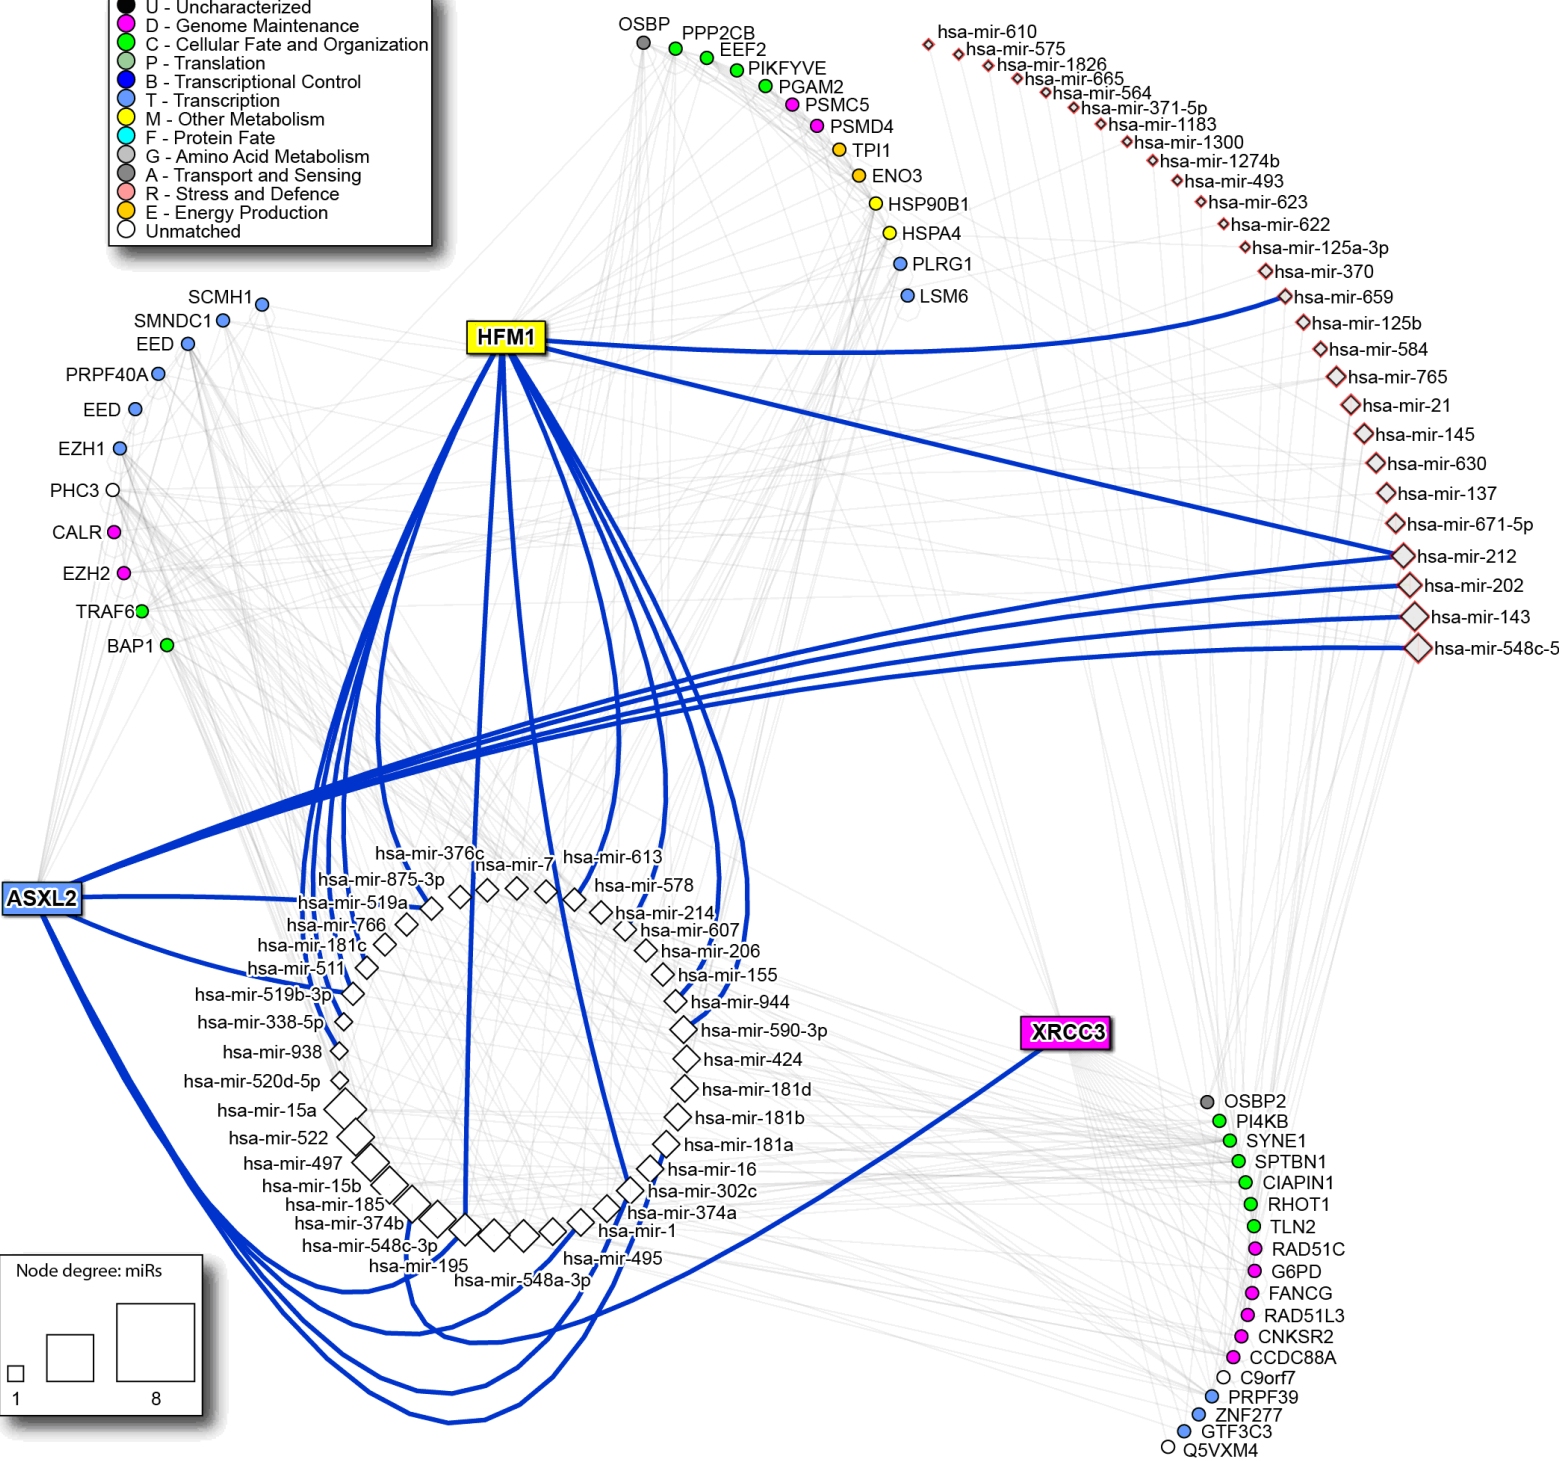 U - Uncharacterized
D - Genome Maintenance
C - Cellular Fate and Organization
P - Translation
B - Transcriptional Control
T - Transcription
M - Other Metabolism
F - Protein Fate
G - Amino Acid Metabolism
A - Transport and Sensing
R - Stress and Defence
E - Energy Production
Unmatched
OSBP
PPP2CB
EEF2
PIKFYVE
PGAM2
PSMC5
PSMD4
TPI1
ENO3
HSP90B1
HSPA4
PLRG1
LSM6
hsa-mir-610
hsa-mir-575
hsa-mir-1826
hsa-mir-665
hsa-mir-564
hsa-mir-371-5p
hsa-mir-1183
hsa-mir-1300
hsa-mir-1274b
hsa-mir-493
hsa-mir-623
hsa-mir-622
hsa-mir-125a-3p
hsa-mir-370
hsa-mir-659
hsa-mir-125b
hsa-mir-584
hsa-mir-765
hsa-mir-21
hsa-mir-145
hsa-mir-630
hsa-mir-137
hsa-mir-671-5p
hsa-mir-212
hsa-mir-202
hsa-mir-143
hsa-mir-548c-5
SCMH1
SMNDC1
EED
PRPF40A
EED
EZH1
PHC3
CALR
EZH2
TRAF6
BAP1
HFM1
ASXL2
XRCC3
hsa-mir-376c
hsa-mir-7
hsa-mir-613
hsa-mir-875-3p
hsa-mir-578
hsa-mir-519a
hsa-mir-214
hsa-mir-766
hsa-mir-607
hsa-mir-181c
hsa-mir-206
hsa-mir-511
hsa-mir-155
hsa-mir-519b-3p
hsa-mir-944
hsa-mir-338-5p
hsa-mir-590-3p
hsa-mir-938
hsa-mir-424
hsa-mir-520d-5p
hsa-mir-181d
hsa-mir-15a
hsa-mir-181b
hsa-mir-522
hsa-mir-181a
hsa-mir-497
hsa-mir-16
hsa-mir-15b
hsa-mir-302c
hsa-mir-185
hsa-mir-374a
hsa-mir-374b
hsa-mir-1
hsa-mir-548c-3p
hsa-mir-495
hsa-mir-195
hsa-mir-548a-3p
OSBP2
PI4KB
SYNE1
SPTBN1
CIAPIN1
RHOT1
TLN2
RAD51C
G6PD
FANCG
RAD51L3
CNKSR2
CCDC88A
C9orf7
PRPF39
ZNF277
GTF3C3
Q5VXM4
Node degree: miRs
1 8